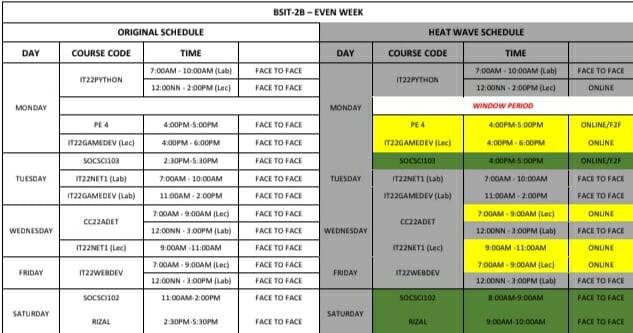 BSIT-2B – EVEN WEEK
ORIGINAL SCHEDULE HEAT WAVE SCHEDULE
DAY COURSE CODE TIME DAY COURSE CODE TIME
MONDAY IT22PYTHON 7:00AM - 10:00AM (Lab) FACE TO FACE MONDAY IT22PYTHON 7:00AM - 10:00AM (Lab) FACE TO FACE
12:00NN - 2:00PM (Lec) FACE TO FACE 12:00NN - 2:00PM (Lec) ONLINE
WINDOW PERIOD
PE 4 4:00PM-5:00PM FACE TO FACE PE 4 4:00PM-5:00PM ONLINE/F2F
IT22GAMEDEV (Lec) 4:00PM - 6:00PM FACE TO FACE IT22GAMEDEV (Lec) 4:00PM - 6:00PM ONLINE
TUESDAY SOCSCI103 2:30PM-5:30PM FACE TO FACE TUESDAY SOCSCI103 4:00PM-5:00PM ONLINE/F2F
IT22NET1 (Lab) 7:00AM - 10:00AM FACE TO FACE IT22NET1 (Lab) 7:00AM - 10:00AM FACE TO FACE
IT22GAMEDEV (Lab) 11:00AM - 2:00PM FACE TO FACE IT22GAMEDEV (Lab) 11:00AM - 2:00PM FACE TO FACE
WEDNESDAY CC22ADET 7:00AM - 9:00AM (Lec) FACE TO FACE WEDNESDAY CC22ADET 7:00AM - 9:00AM (Lec) ONLINE
12:00NN - 3:00PM (Lab) FACE TO FACE 12:00NN - 3:00PM (Lab) FACE TO FACE
IT22NET1 (Lec) 9:00AM -11:00AM FACE TO FACE IT22NET1 (Lec) 9:00AM -11:00AM ONLINE
FRIDAY IT22WEBDEV 7:00AM - 9:00AM (Lec) FACE TO FACE FRIDAY IT22WEBDEV 7:00AM - 9:00AM (Lec) ONLINE
12:00NN - 3:00PM (Lab) FACE TO FACE 12:00NN - 3:00PM (Lab) FACE TO FACE
SATURDAY SOCSCI102 11:00AM-2:00PM FACE TO FACE SATURDAY SOCSCI102 8:00AM-9:00AM FACE TO FACE
RIZAL 2:30PM-5:30PM FACE TO FACE RIZAL 9:00AM-10:00AM FACE TO FACE